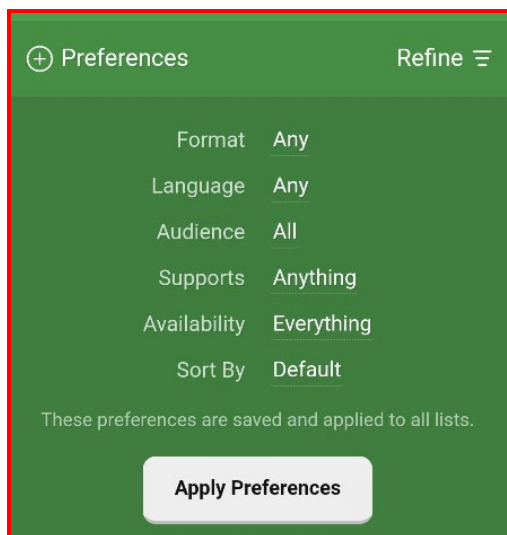 Preferences Refine
Format Any
Language Any
Audience All
Supports Anything
Availability Everything
Sort By Default
These preferences are saved and applied to all lists.
Apply Preferences